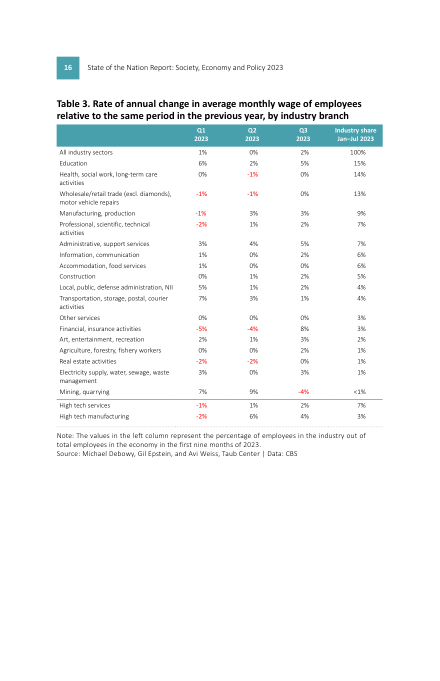 16 State of the Nation Report: Society, Economy and Policy 2023
Table 3. Rate of annual change in average monthly wage of employees
relative to the same period in the previous year, by industry branch
Q1 2023 Q2 2023 Q3 2023 Industry share Jan–Jul 2023
All industry sectors 1% 0% 2% 100%
Education 6% 2% 5% 15%
Health, social work, long-term care 0% -1% 0% 14%
activities
Wholesale/retail trade (excl. diamonds), -1% -1% 0% 13%
motor vehicle repairs
Manufacturing, production -1% 3% 3% 9%
Professional, scientific, technical -2% 1% 2% 7%
activities
Administrative, support services 3% 4% 5% 7%
Information, communication 1% 0% 2% 6%
Accommodation, food services 1% 0% 0% 6%
Construction 0% 1% 2% 5%
Local, public, defense administration, NII 5% 1% 2% 4%
Transportation, storage, postal, courier 7% 3% 1% 4%
activities
Other services 0% 0% 0% 3%
Financial, insurance activities -5% -4% 8% 3%
Art, entertainment, recreation 2% 1% 3% 2%
Agriculture, forestry, fishery workers 0% 0% 2% 1%
Real estate activities -2% -2% 0% 1%
Electricity supply, water, sewage, waste 3% 0% 3% 1%
management
Mining, quarrying 7% 9% -4% <1%
High tech services -1% 1% 2% 7%
High tech manufacturing -2% 6% 4% 3%
Note: The values in the left column represent the percentage of employees in the industry out of
total employees in the economy in the first nine months of 2023.
Source: Michael Debowy, Gil Epstein, and Avi Weiss, Taub Center | Data: CBS